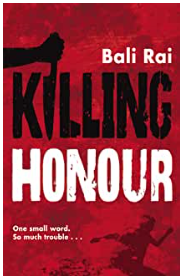 Bali Rai
KILLING
HONOUR
One small word.
So much trouble . . .